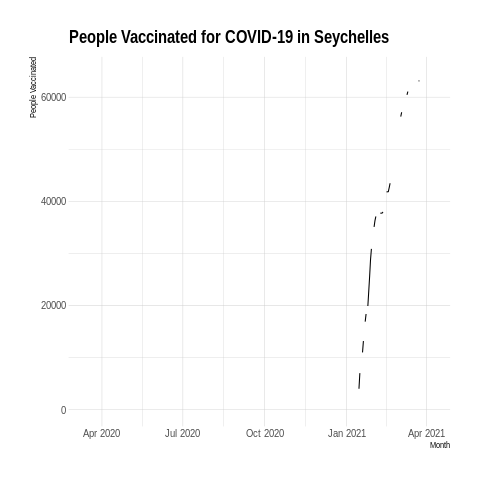 People Vaccinated for COVID-19 in Seychelles
People Vaccinated
60000
40000
20000
0
Apr 2020 Jul 2020 Oct 2020 Jan 2021 Apr 2021
Month